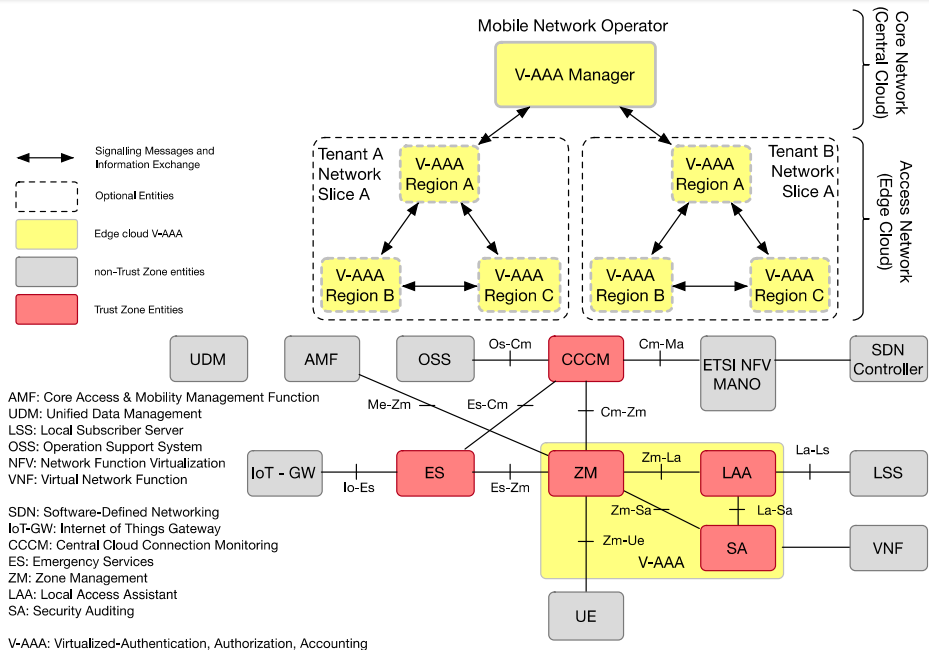 Mobile Network Operator
V-AAA Manager
Core Network
(Central Cloud)
Signalling Messages and
Information Exchange
Optional Entities
Edge cloud V-AAA
non-Trust Zone entities
Trust Zone Entities
Tenant A
Network
Slice A
V-AAA
Region A
V-AAA
Region B
V-AAA
Region C
Tenant B
Network
Slice A
V-AAA
Region A
V-AAA
Region B
V-AAA
Region C
Access Network
(Edge Cloud)
UDM
AMF
OSS
Os-Cm
CCCM
Cm-Ma
ETSI NFV
MANO
SDN
Controller
Me-Zm
Es-Cm
Cm-Zm
IoT - GW
Io-Es
ES
Es-Zm
ZM
Zm-La
LAA
La-Ls
LSS
Zm-Sa
La-Sa
Zm-Ue
SA
V-AAA
VNF
UE
AMF: Core Access & Mobility Management Function
UDM: Unified Data Management
LSS: Local Subscriber Server
OSS: Operation Support System
NFV: Network Function Virtualization
VNF: Virtual Network Function
SDN: Software-Defined Networking
IoT-GW: Internet of Things Gateway
CCCM: Central Cloud Connection Monitoring
ES: Emergency Services
ZM: Zone Management
LAA: Local Access Assistant
SA: Security Auditing
V-AAA: Virtualized-Authentication, Authorization, Accounting